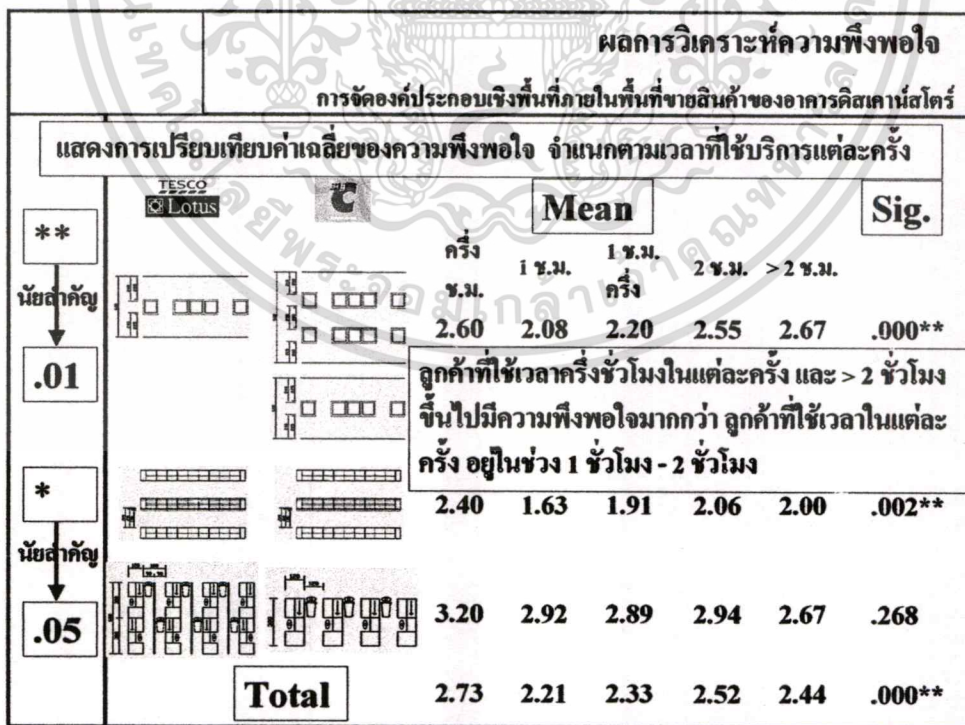 ผลการวิเคราะห์ความพึงพอใจ
การจัดองค์ประกอบเชิงพื้นที่ภายในพื้นที่ขายสินค้าของอาคารดิสเคาน์สโตร์
แสดงการเปรียบเทียบค่าเฉลี่ยของความพึงพอใจ จำแนกตามเวลาที่ใช้บริการแต่ละครั้ง
TESCO
Lotus
C
Mean
Sig.
**
นัยสำคัญ
.01
ครึ่ง ช.ม.
1 ช.ม.
1 ช.ม. ครึ่ง
2 ช.ม.
> 2 ช.ม.
2.60 2.08 2.20 2.55 2.67 .000**
ลูกค้าที่ใช้เวลาครึ่งชั่วโมงในแต่ละครั้ง และ > 2 ชั่วโมง
ขึ้นไปมีความพึงพอใจมากกว่า ลูกค้าที่ใช้เวลาในแต่ละ
ครั้ง อยู่ในช่วง 1 ชั่วโมง - 2 ชั่วโมง
*
นัยสำคัญ
.05
2.40 1.63 1.91 2.06 2.00 .002**
3.20 2.92 2.89 2.94 2.67 .268
Total 2.73 2.21 2.33 2.52 2.44 .000**